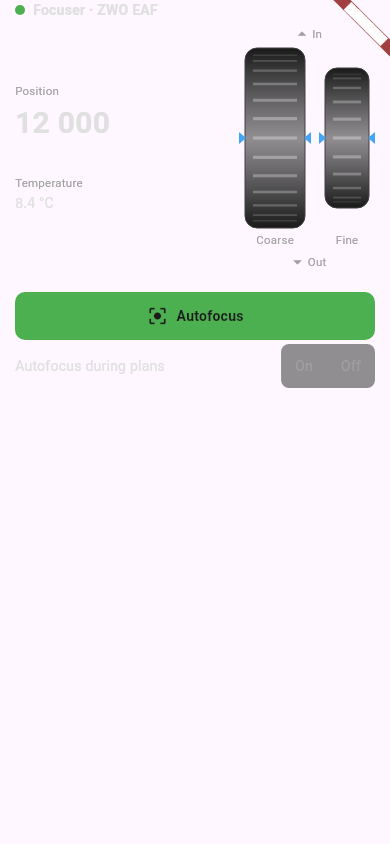 Focuser · ZWO EAF
In
Position
12 000
Temperature
8.4 °C
Coarse
Fine
Out
Autofocus
Autofocus during plans
On
Off